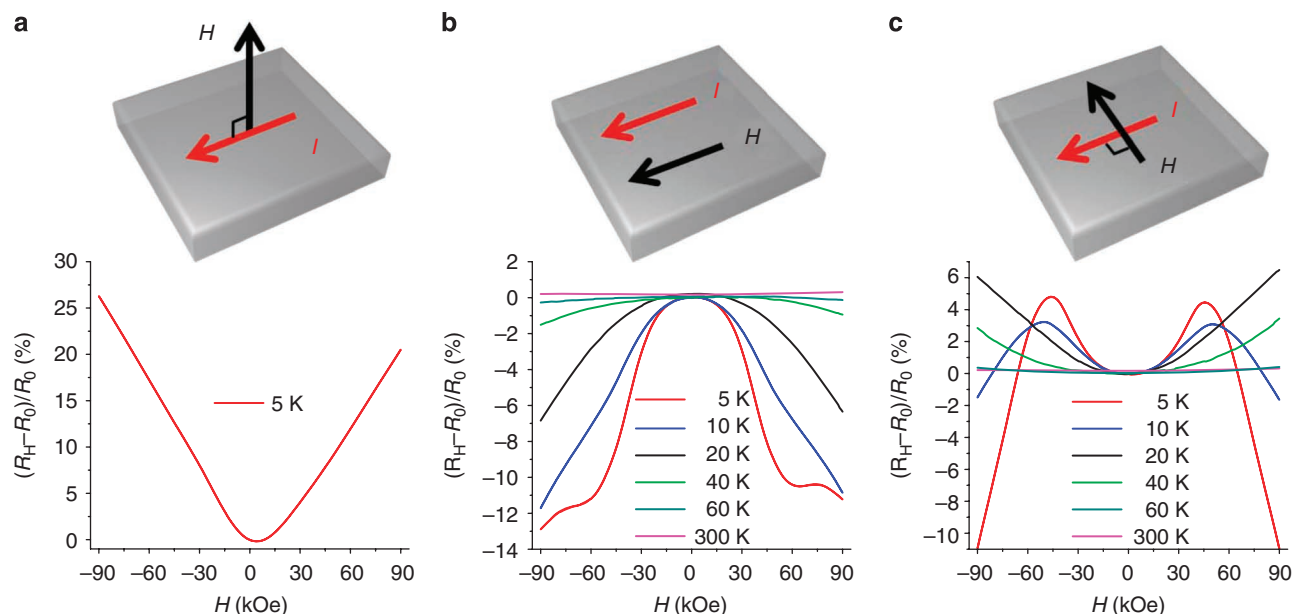 a
H
I
30
25
20
15
10
5
0
(R_H–R_0)/R_0 (%)
5 K
–90 –60 –30 0 30 60 90
H (kOe)
b
I
H
2
0
–2
–4
–6
–8
–10
–12
–14
(R_H–R_0)/R_0 (%)
5 K
10 K
20 K
40 K
60 K
300 K
–90 –60 –30 0 30 60 90
H (kOe)
c
I
H
6
4
2
0
–2
–4
–6
–8
–10
(R_H–R_0)/R_0 (%)
5 K
10 K
20 K
40 K
60 K
300 K
–90 –60 –30 0 30 60 90
H (kOe)